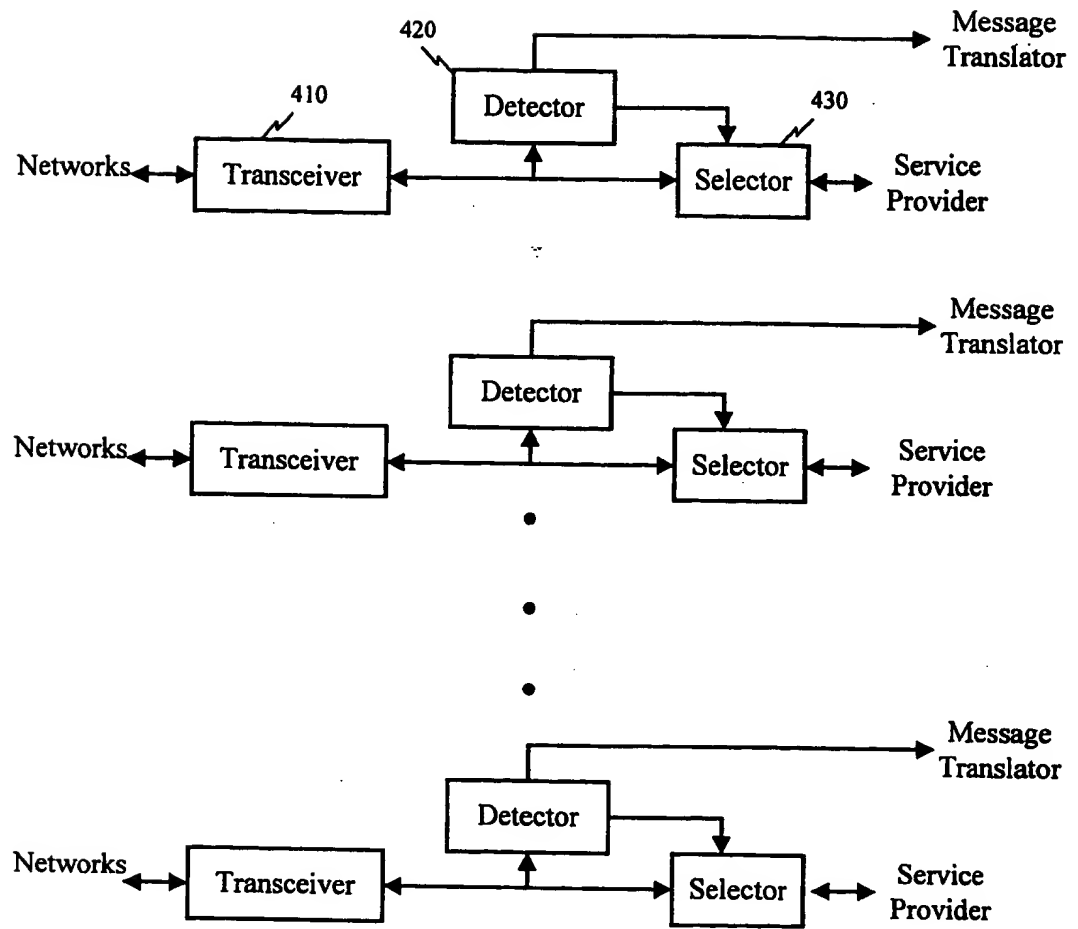 Message
Translator
420
Detector
410
430
Networks
Transceiver
Selector
Service
Provider
Message
Translator
Detector
Networks
Transceiver
Selector
Service
Provider
Message
Translator
Detector
Networks
Transceiver
Selector
Service
Provider